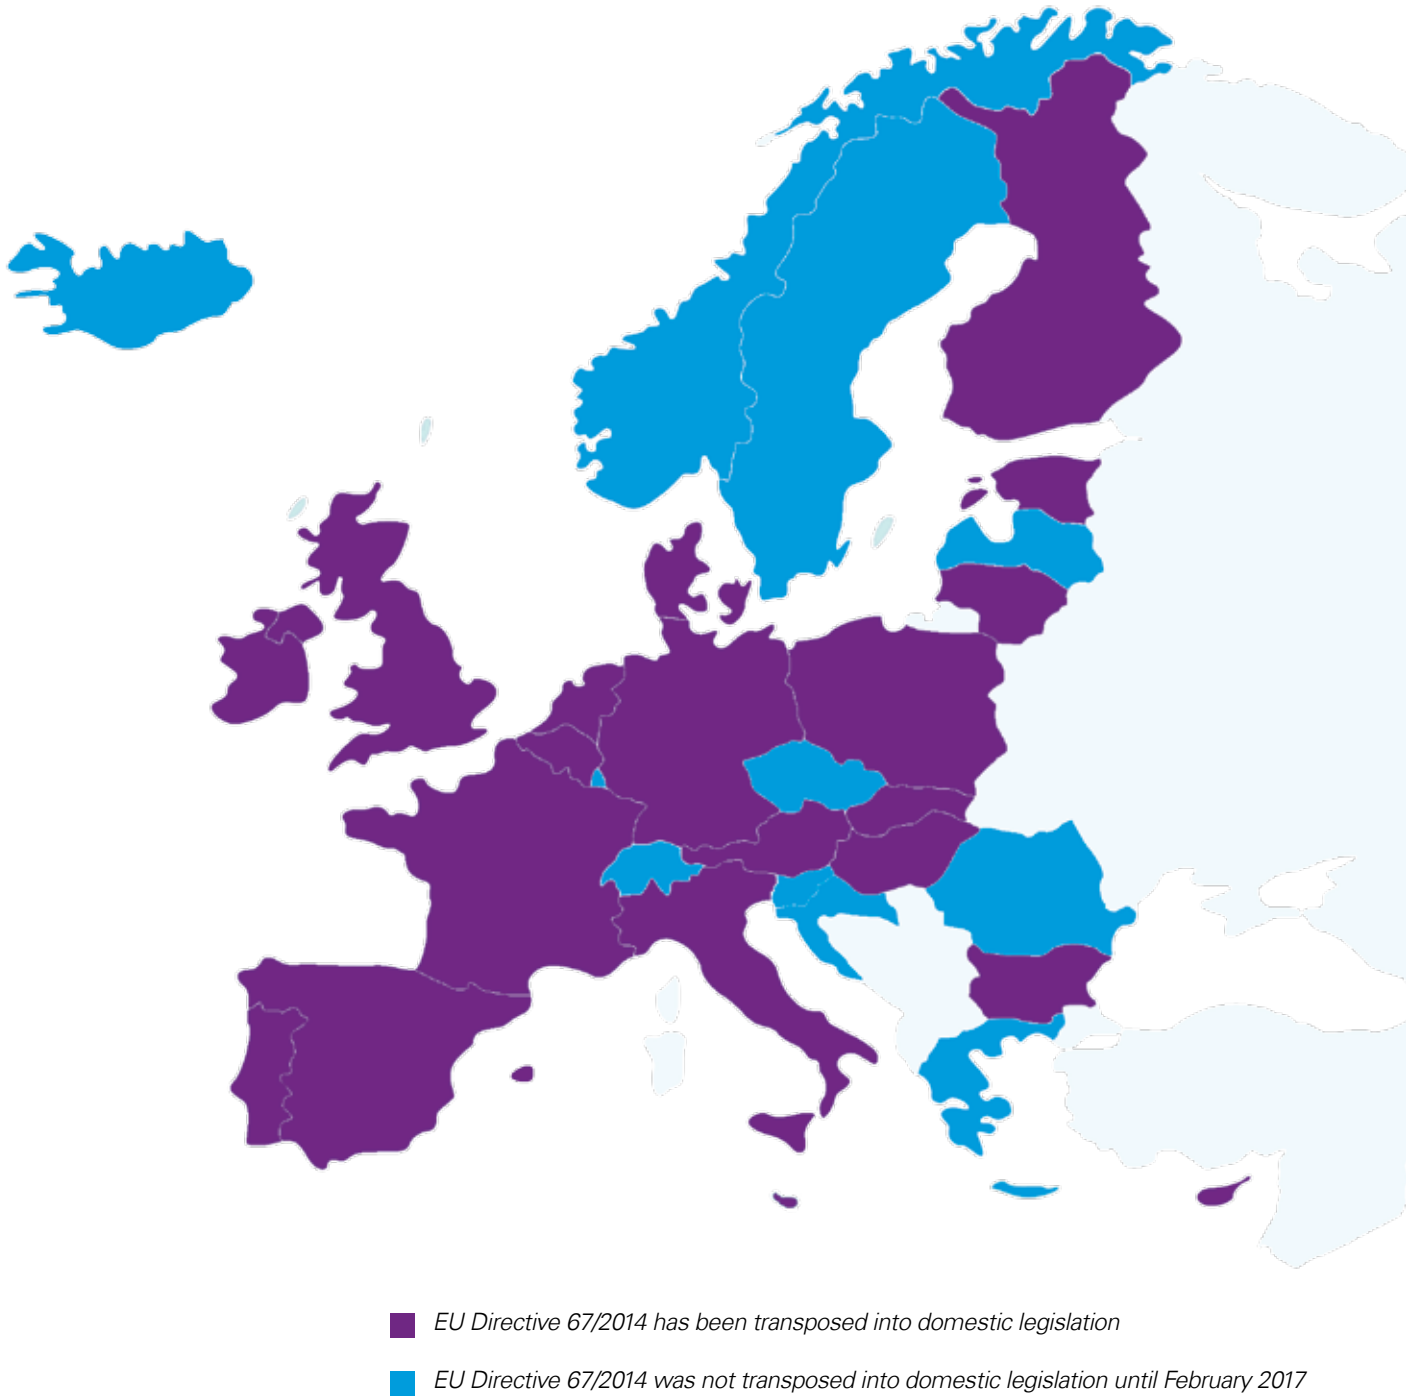 EU Directive 67/2014 has been transposed into domestic legislation
EU Directive 67/2014 was not transposed into domestic legislation until February 2017